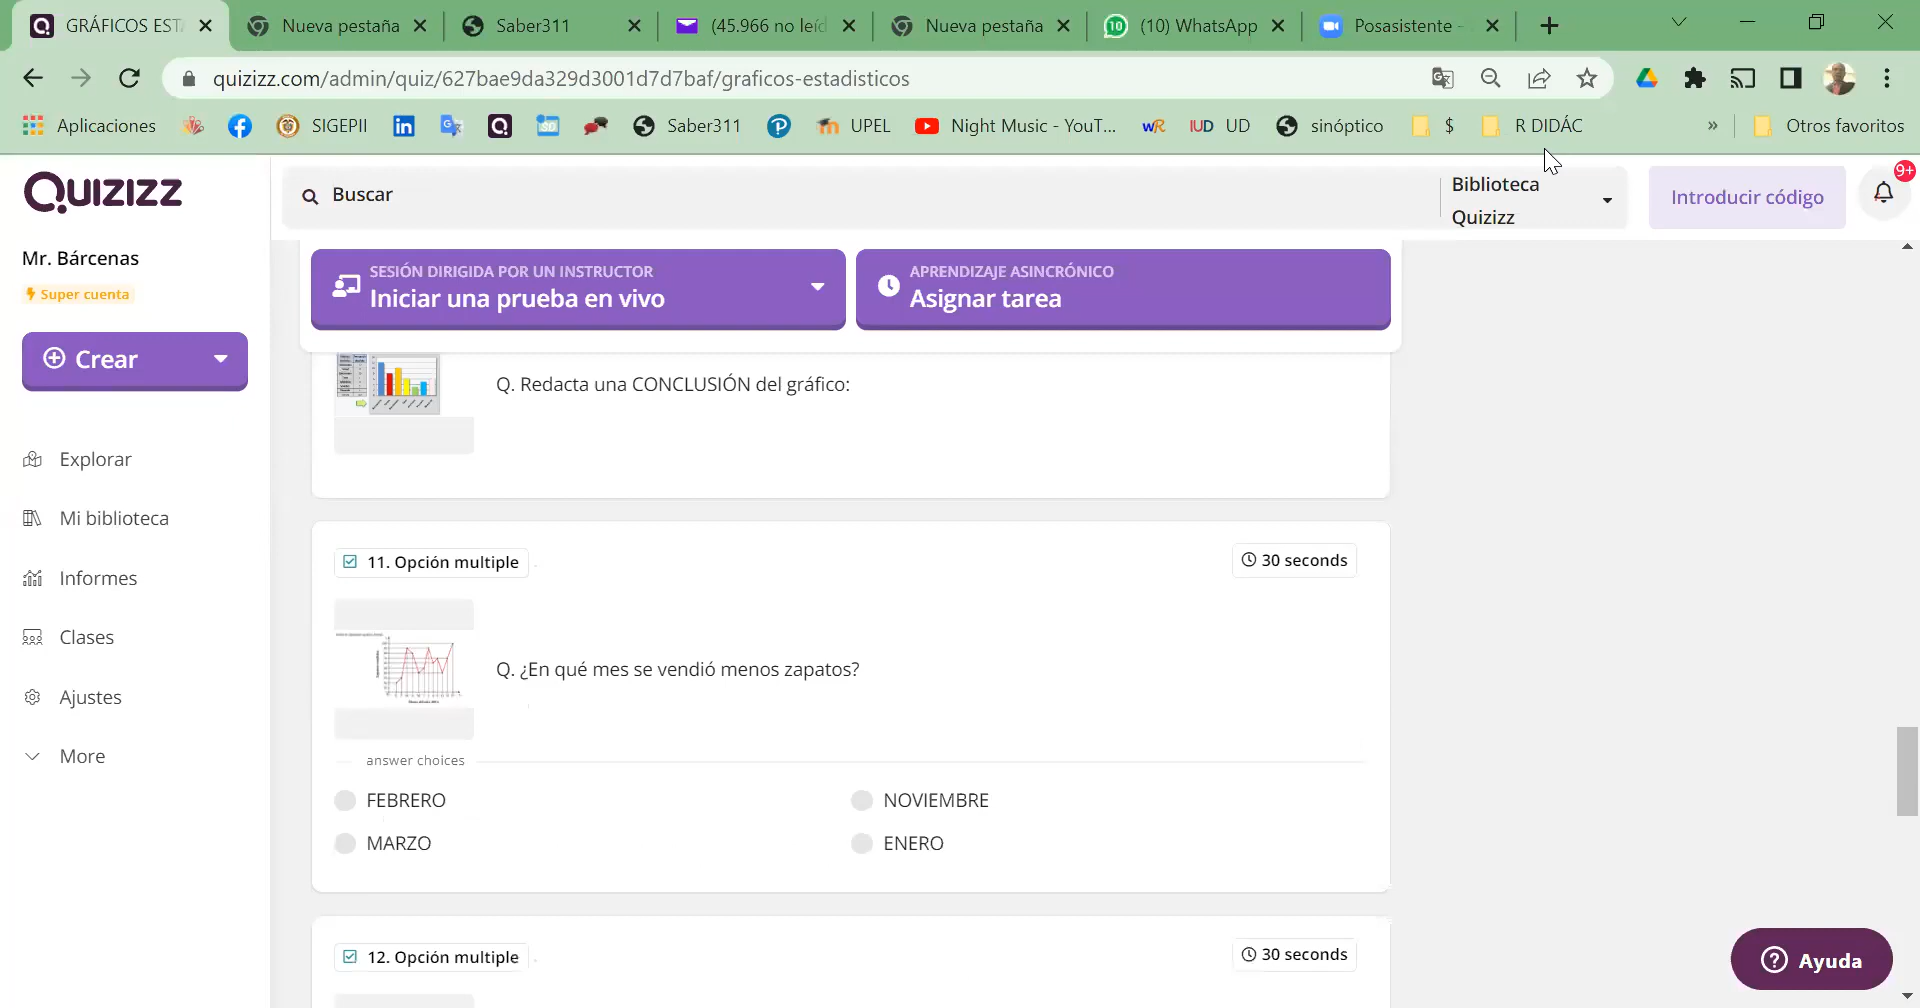 GRÁFICOS EST
Nueva pestaña
Saber311
(45.966 no leíd
Nueva pestaña
10
(10) WhatsApp
Posasistente -
quizizz.com/admin/quiz/627bae9da329d3001d7d7baf/graficos-estadisticos
Aplicaciones
SIGEPII
Saber311
UPEL
Night Music - YouT...
UD
sinóptico
$
R DIDÁC
»
Otros favoritos
Quizizz
Buscar
Biblioteca
Quizizz
Introducir código
9+
Mr. Bárcenas
Super cuenta
Crear
Explorar
Mi biblioteca
Informes
Clases
Ajustes
More
SESIÓN DIRIGIDA POR UN INSTRUCTOR
Iniciar una prueba en vivo
APRENDIZAJE ASINCRÓNICO
Asignar tarea
Q. Redacta una CONCLUSIÓN del gráfico:
11. Opción multiple
30 seconds
Q. ¿En qué mes se vendió menos zapatos?
answer choices
FEBRERO
NOVIEMBRE
MARZO
ENERO
12. Opción multiple
30 seconds
Ayuda